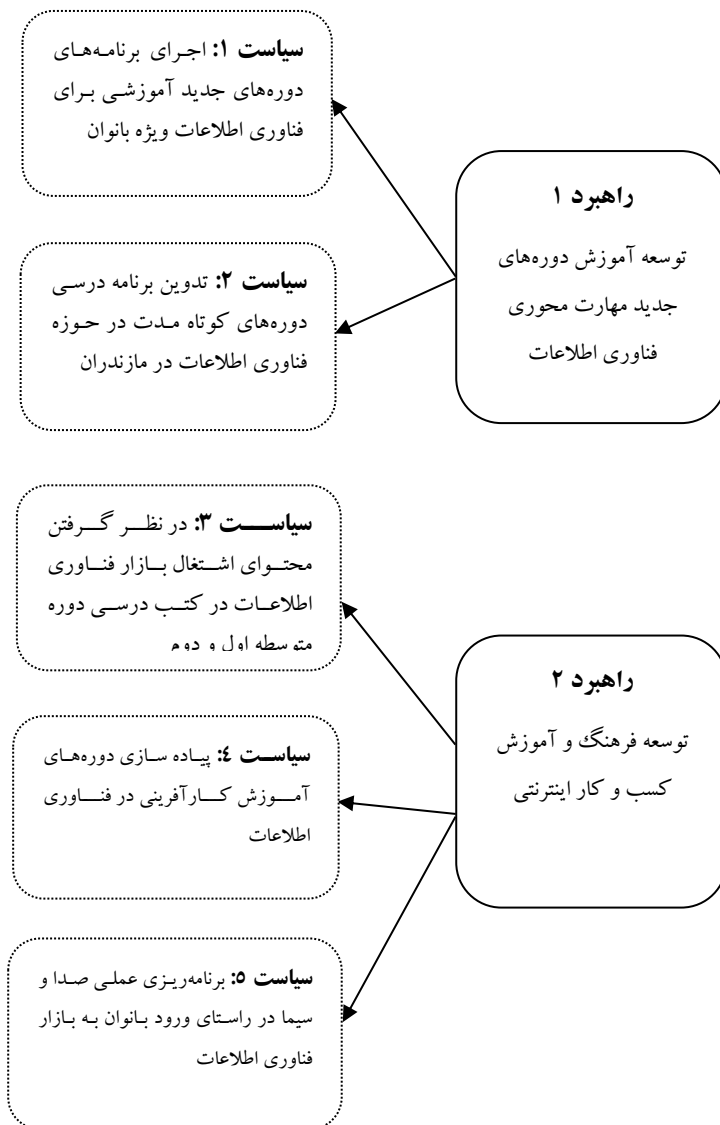 راهبرد ۱
توسعه آموزش دوره‌های
جدید مهارت محوری
فناوری اطلاعات
سیاست ۱: اجرای برنامه‌های
دوره‌های جدید آموزشی برای
فناوری اطلاعات ویژه بانوان
سیاست ۲: تدوین برنامه درسی
دوره‌های کوتاه مدت در حوزه
فناوری اطلاعات در مازندران
راهبرد ۲
توسعه فرهنگ و آموزش
کسب و کار اینترنتی
سیاست ۳: در نظر گرفتن
محتوای اشتغال بازار فناوری
اطلاعات در کتب درسی دوره
متوسطه اول و دوم
سیاست ٤: پیاده سازی دوره‌های
آموزش کارآفرینی در فناوری
اطلاعات
سیاست ٥: برنامه‌ریزی عملی صدا و
سیما در راستای ورود بانوان به بازار
فناوری اطلاعات